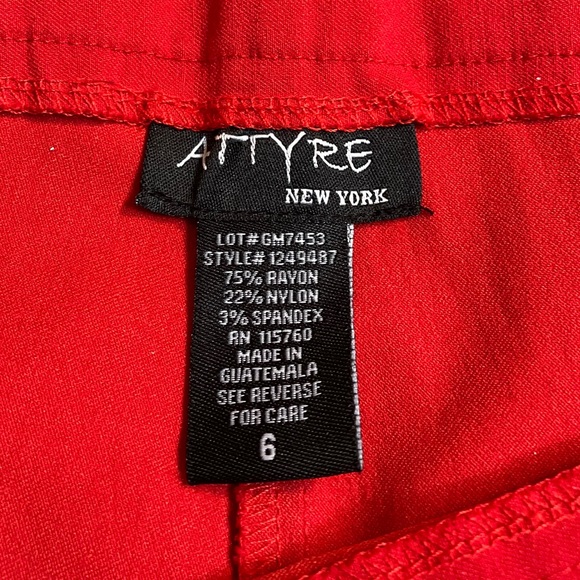 ATTYRE
NEW YORK
LOT# GM7453
STYLE# 1249487
75% RAYON
22% NYLON
3% SPANDEX
RN 115760
MADE IN
GUATEMALA
SEE REVERSE
FOR CARE
6